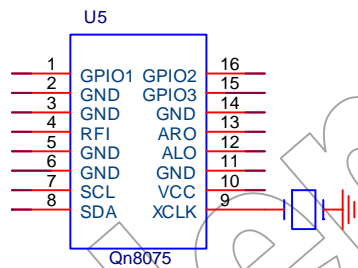 U5
1 GPIO1 GPIO2 16
2 GND GPIO3 15
3 GND GND 14
4 RFI ARO 13
5 GND ALO 12
6 GND GND 11
7 SCL VCC 10
8 SDA XCLK 9
Qn8075